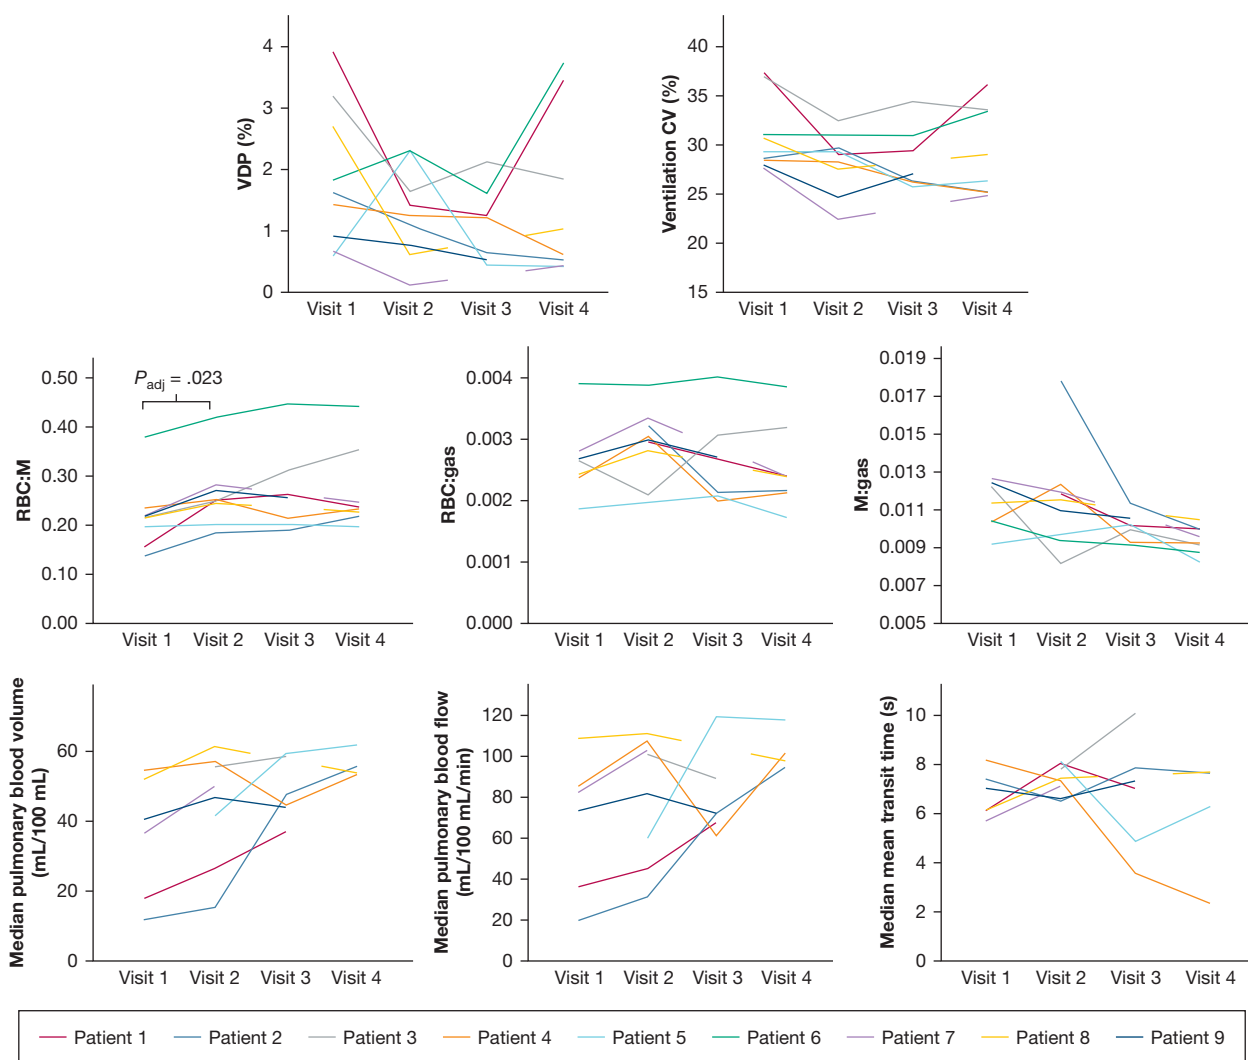 VDP (%)
4
3
2
1
0
Visit 1 Visit 2 Visit 3 Visit 4
Ventilation CV (%)
40
35
30
25
20
15
Visit 1 Visit 2 Visit 3 Visit 4
RBC:M
0.50
0.40
0.30
0.20
0.10
0.00
Padj = .023
Visit 1 Visit 2 Visit 3 Visit 4
RBC:gas
0.004
0.003
0.002
0.001
0.000
Visit 1 Visit 2 Visit 3 Visit 4
M:gas
0.019
0.017
0.015
0.013
0.011
0.009
0.007
0.005
Visit 1 Visit 2 Visit 3 Visit 4
Median pulmonary blood volume
(mL/100 mL)
60
40
20
0
Visit 1 Visit 2 Visit 3 Visit 4
Median pulmonary blood flow
(mL/100 mL/min)
120
100
80
60
40
20
0
Visit 1 Visit 2 Visit 3 Visit 4
Median mean transit time (s)
10
8
6
4
2
0
Visit 1 Visit 2 Visit 3 Visit 4
Patient 1 Patient 2 Patient 3 Patient 4 Patient 5 Patient 6 Patient 7 Patient 8 Patient 9